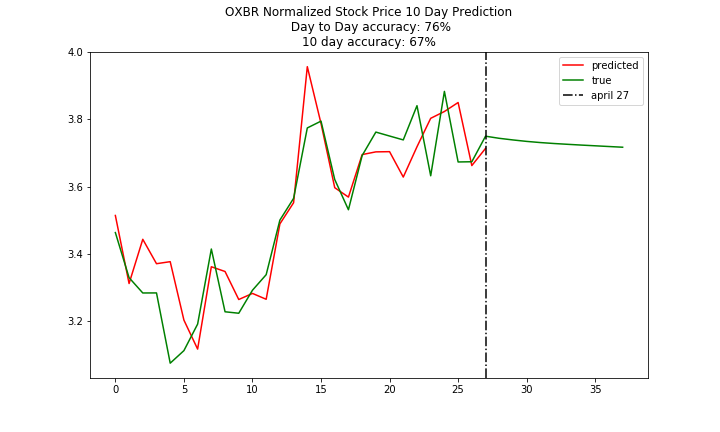 OXBR Normalized Stock Price 10 Day Prediction
Day to Day accuracy: 76%
10 day accuracy: 67%
4.0
3.8
3.6
3.4
3.2
predicted
true
april 27
0 5 10 15 20 25 30 35